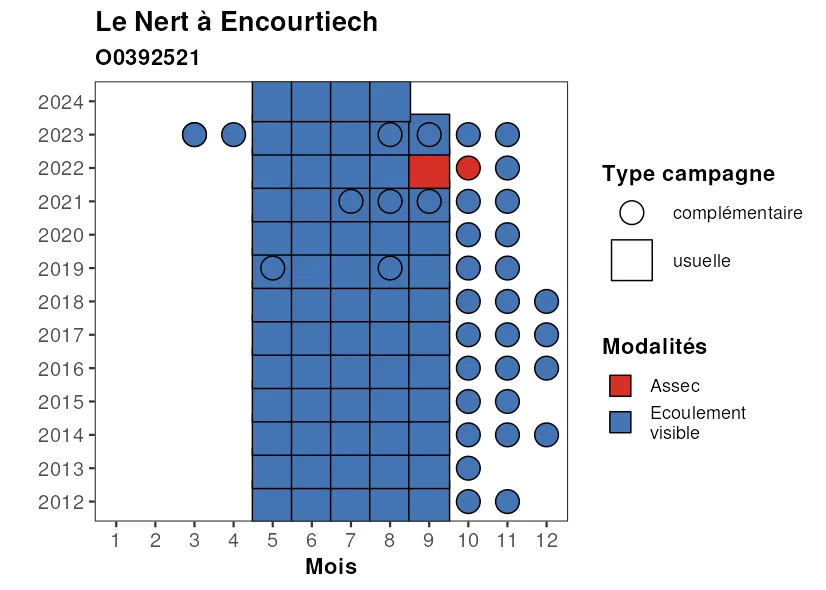 Le Nert à Encourtiech
O0392521
2024
2023
2022
2021
2020
2019
2018
2017
2016
2015
2014
2013
2012
1 2 3 4 5 6 7 8 9 10 11 12
Mois
Type campagne
complémentaire
usuelle
Modalités
Assec
Ecoulement
visible